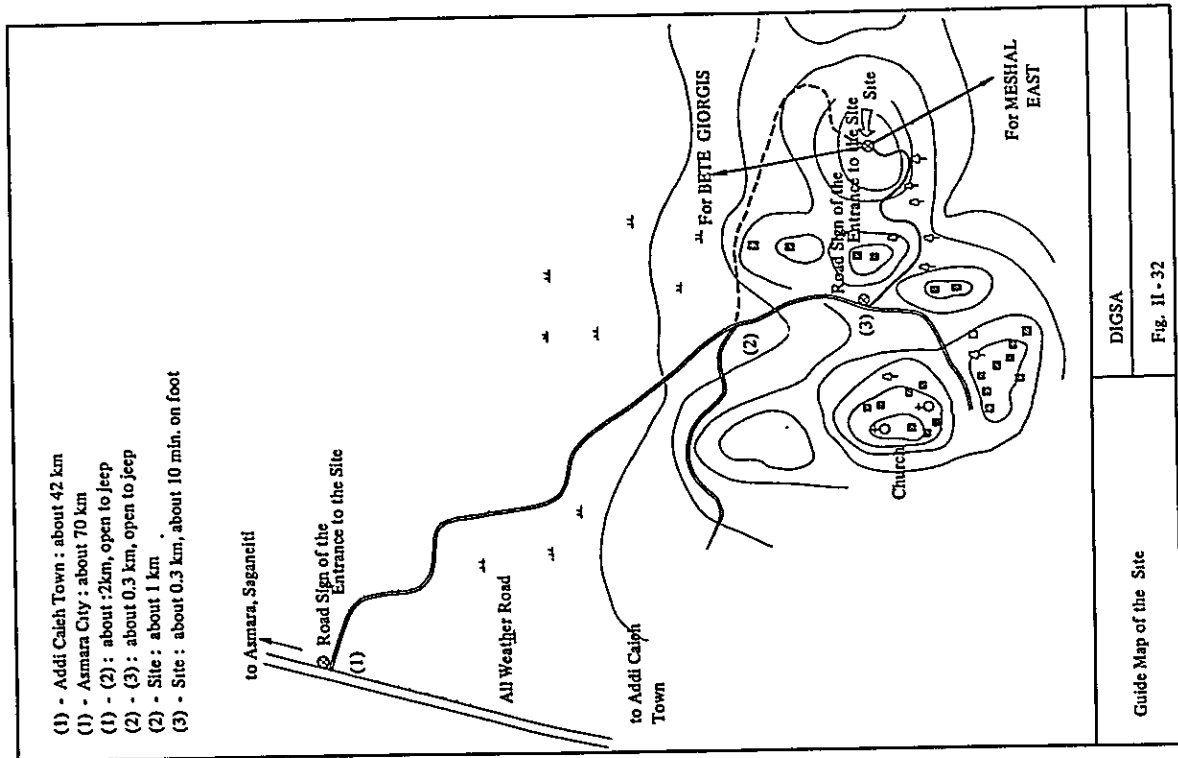 (1) - Addi Caieh Town : about 42 km
(1) - Asmara City : about 70 km
(1) - (2) : about :2km, open to jeep
(2) - (3) : about 0.3 km, open to jeep
(2) - Site : about 1 km
(3) - Site : about 0.3 km, about 10 min. on foot
to Asmara, Saganeiti
Road Sign of the
Entrance to the Site
(1)
All Weather Road
to Addi Caieh
Town
(2)
(3)
For BETE GIORGIS
Road Sign of the
Entrance to the Site
Site
For MESHAL
EAST
Church
Guide Map of the Site
DIGSA
Fig. II - 32